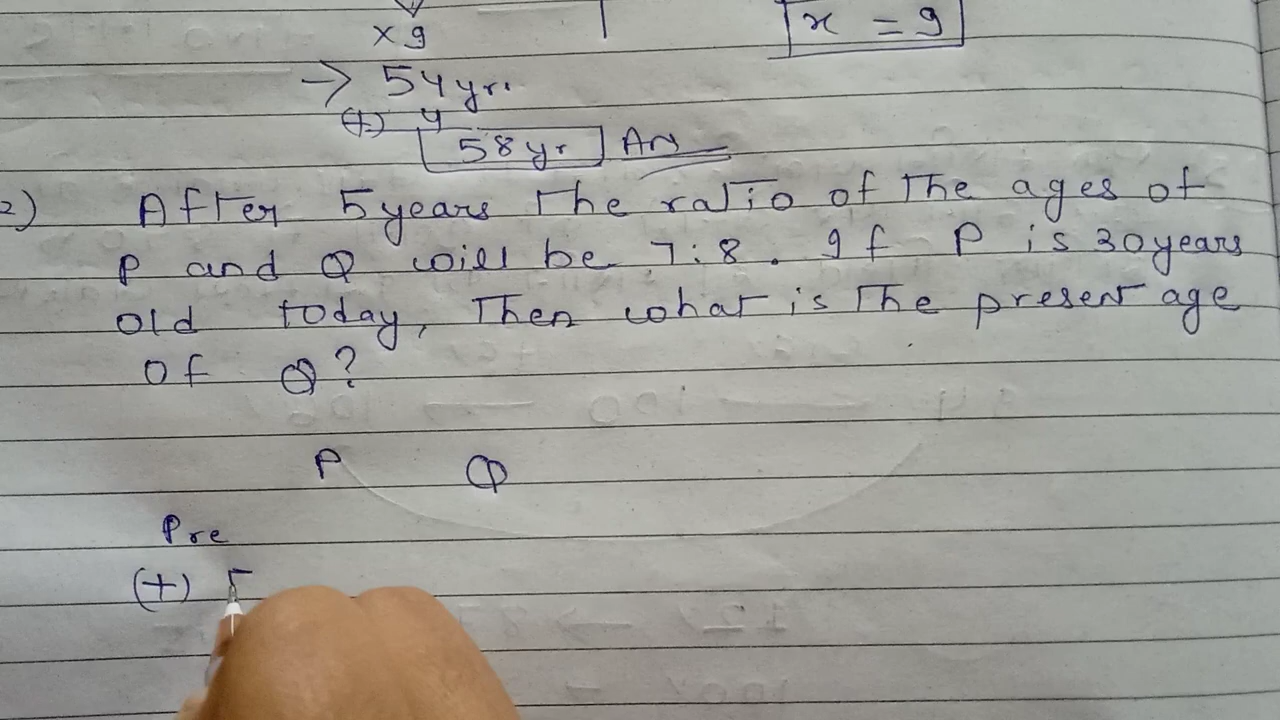 x 9
x = 9
-> 54 yr.
(+) 4
58 yr Ans
2) After 5 years the ratio of the ages of
P and Q will be 7:8. If P is 30 years
old today, Then what is the present age
of Q?
P Q
Pre
(+) 5